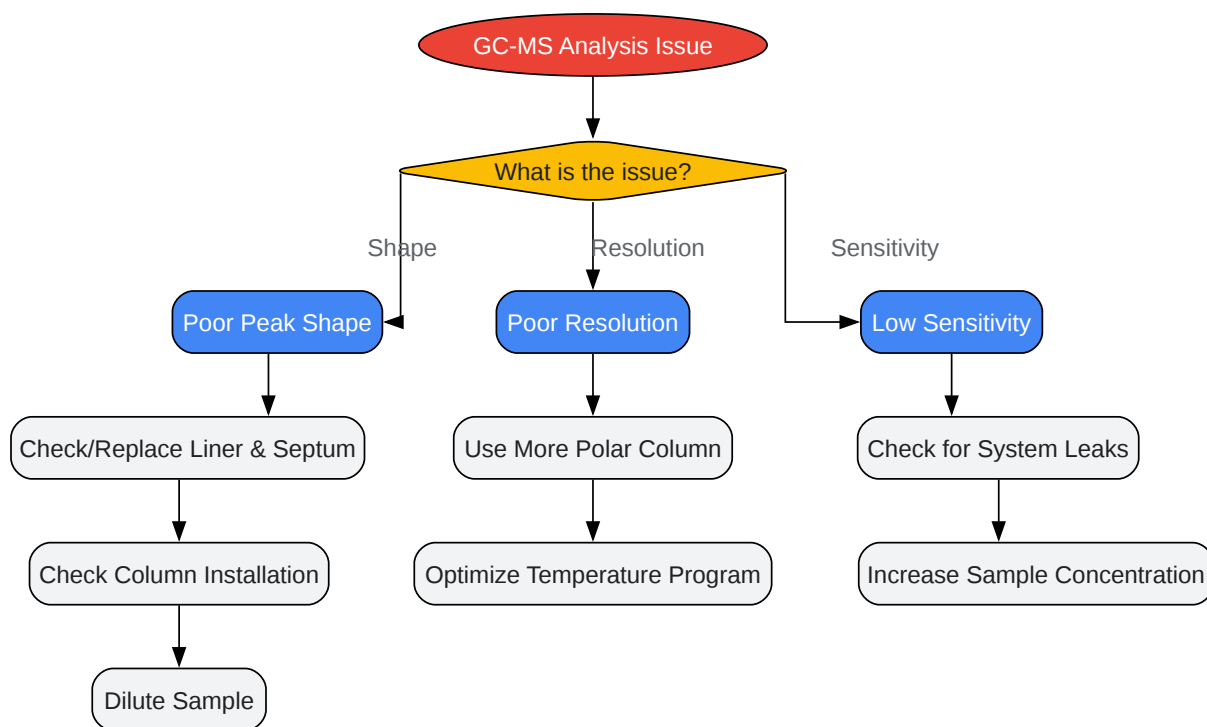 GC-MS Analysis Issue
What is the issue?
Shape
Resolution
Sensitivity
Poor Peak Shape
Poor Resolution
Low Sensitivity
Check/Replace Liner & Septum
Use More Polar Column
Check for System Leaks
Check Column Installation
Optimize Temperature Program
Increase Sample Concentration
Dilute Sample